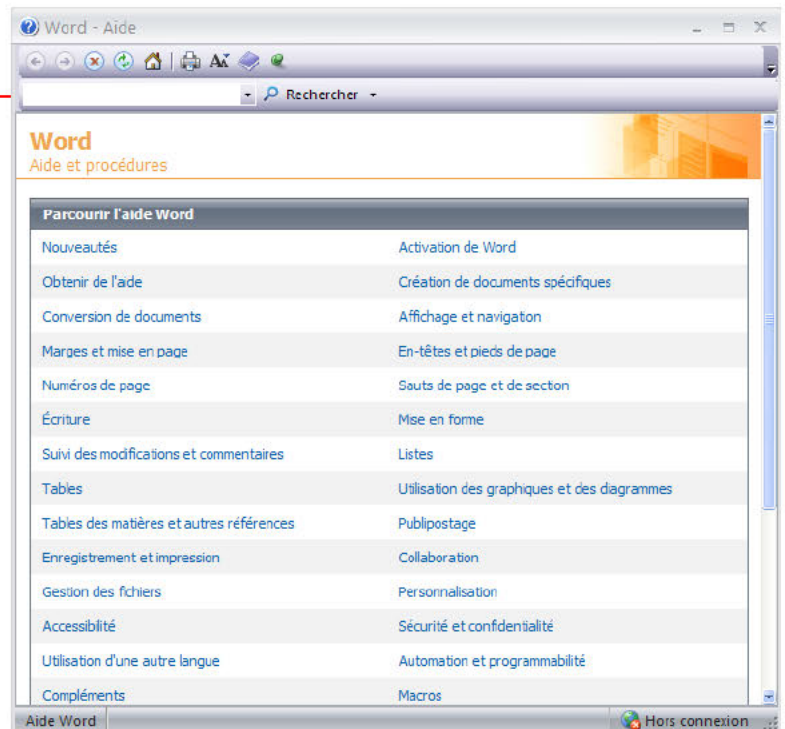 Word - Aide
Rechercher
Word
Aide et procédures
Parcourir l'aide Word
Nouveautés Activation de Word
Obtenir de l'aide Création de documents spécifiques
Conversion de documents Affichage et navigation
Marges et mise en page En-têtes et pieds de page
Numéros de page Sauts de page et de section
Écriture Mise en forme
Suivi des modifications et commentaires Listes
Tables Utilisation des graphiques et des diagrammes
Tables des matières et autres références Publipostage
Enregistrement et impression Collaboration
Gestion des fichiers Personnalisation
Accessibilité Sécurité et confidentialité
Utilisation d'une autre langue Automation et programmabilité
Compléments Macros
Aide Word Hors connexion